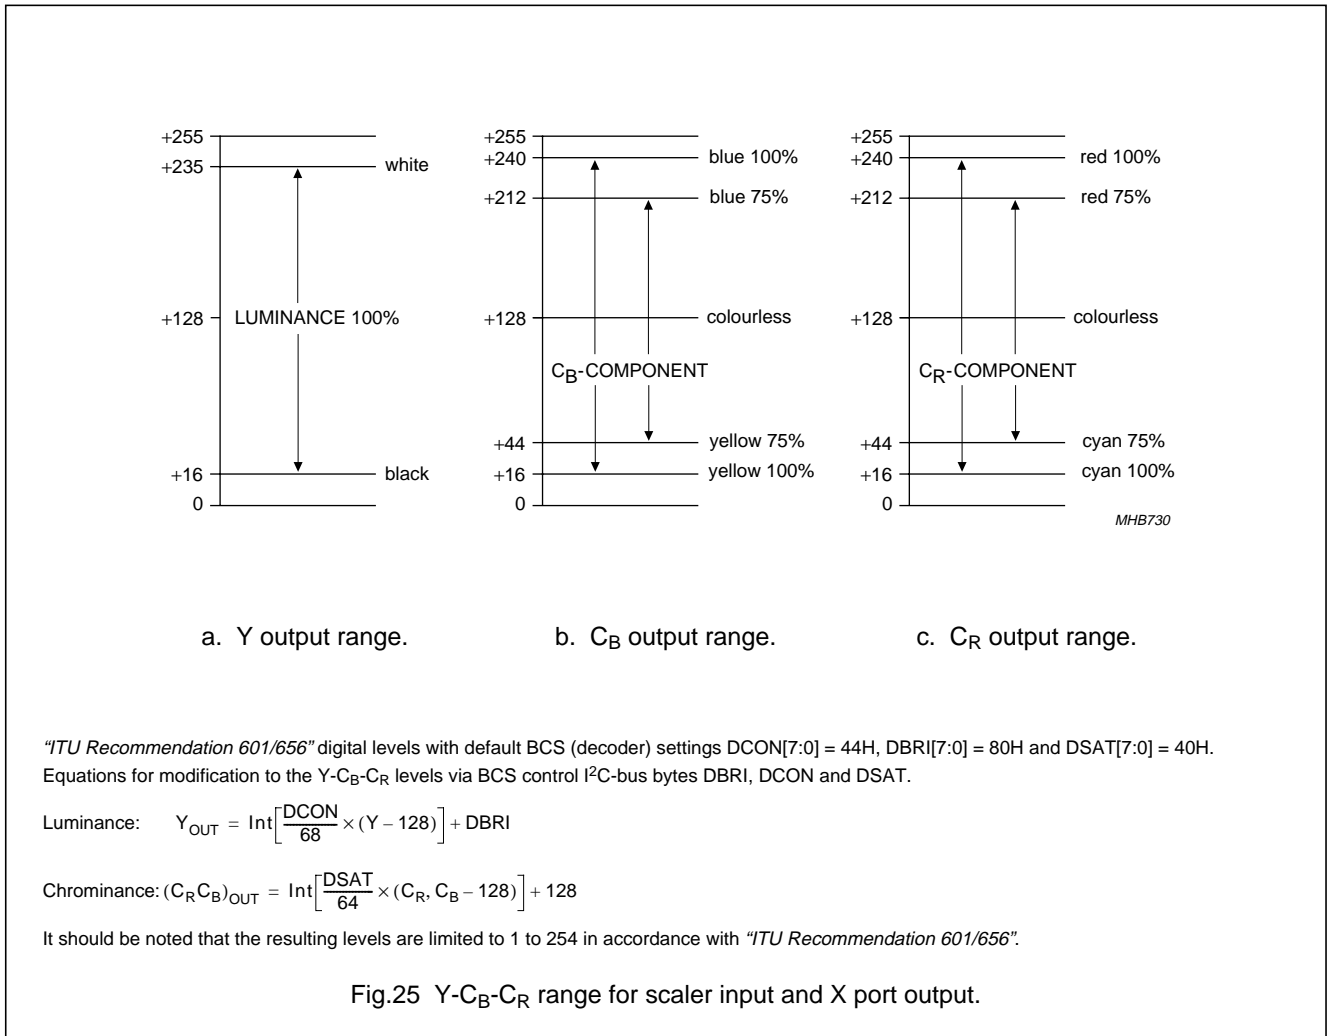 +255
+235
white
+128
LUMINANCE 100%
+16
black
0
+255
+240
blue 100%
+212
blue 75%
+128
colourless
CB-COMPONENT
+44
yellow 75%
+16
yellow 100%
0
+255
+240
red 100%
+212
red 75%
+128
colourless
CR-COMPONENT
+44
cyan 75%
+16
cyan 100%
0
MHB730
a. Y output range.
b. CB output range.
c. CR output range.
“ITU Recommendation 601/656” digital levels with default BCS (decoder) settings DCON[7:0] = 44H, DBRI[7:0] = 80H and DSAT[7:0] = 40H.
Equations for modification to the Y-CB-CR levels via BCS control I²C-bus bytes DBRI, DCON and DSAT.
Luminance: YOUT = Int[DCON/68 × (Y – 128)] + DBRI
Chrominance: (CRCB)OUT = Int[DSAT/64 × (CR, CB – 128)] + 128
It should be noted that the resulting levels are limited to 1 to 254 in accordance with “ITU Recommendation 601/656”.
Fig.25 Y-CB-CR range for scaler input and X port output.